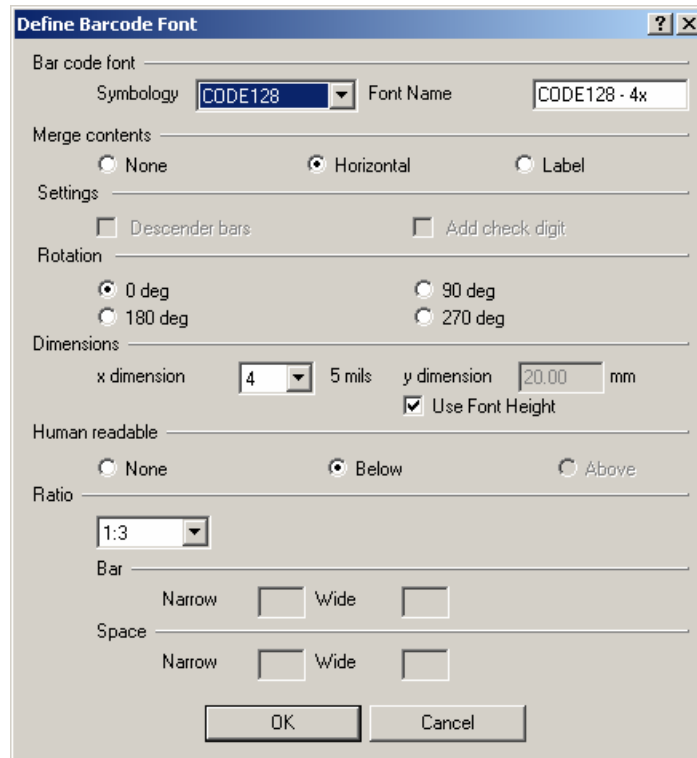 Define Barcode Font
Bar code font
Symbology CODE128 Font Name CODE128 - 4x
Merge contents
None Horizontal Label
Settings
Descender bars Add check digit
Rotation
0 deg 90 deg
180 deg 270 deg
Dimensions
x dimension 4 5 mils y dimension 20.00 mm
Use Font Height
Human readable
None Below Above
Ratio
1:3
Bar
Narrow Wide
Space
Narrow Wide
OK Cancel